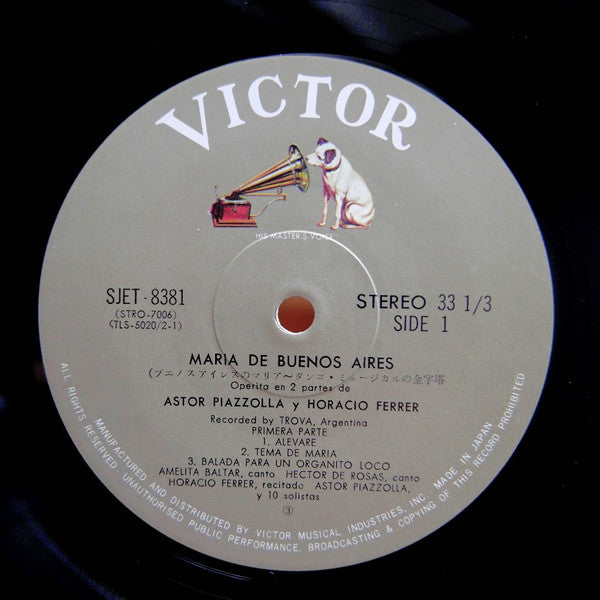 VICTOR
"HIS MASTER'S VOICE"
SJET-8381
(STRO-7006)
(TLS-5020/2-1)
STEREO 33 1/3
SIDE 1
MARIA DE BUENOS AIRES
(ブエノスアイレスのマリア〜タンゴ・ミュージカルの金字塔
Operita en 2 partes de
ASTOR PIAZZOLLA y HORACIO FERRER
Recorded by TROVA, Argentina
PRIMERA PARTE
1. ALEVARE
2. TEMA DE MARIA
3. BALADA PARA UN ORGANITO LOCO
AMELITA BALTAR, canto HECTOR DE ROSAS, canto
HORACIO FERRER, recitado ASTOR PIAZZOLLA,
y 10 solistas
③
MANUFACTURED AND DISTRIBUTED BY VICTOR MUSICAL INDUSTRIES, INC. MADE IN JAPAN
ALL RIGHTS RESERVED. UNAUTHORISED PUBLIC PERFORMANCE, BROADCASTING & COPYING OF THIS RECORD PROHIBITED